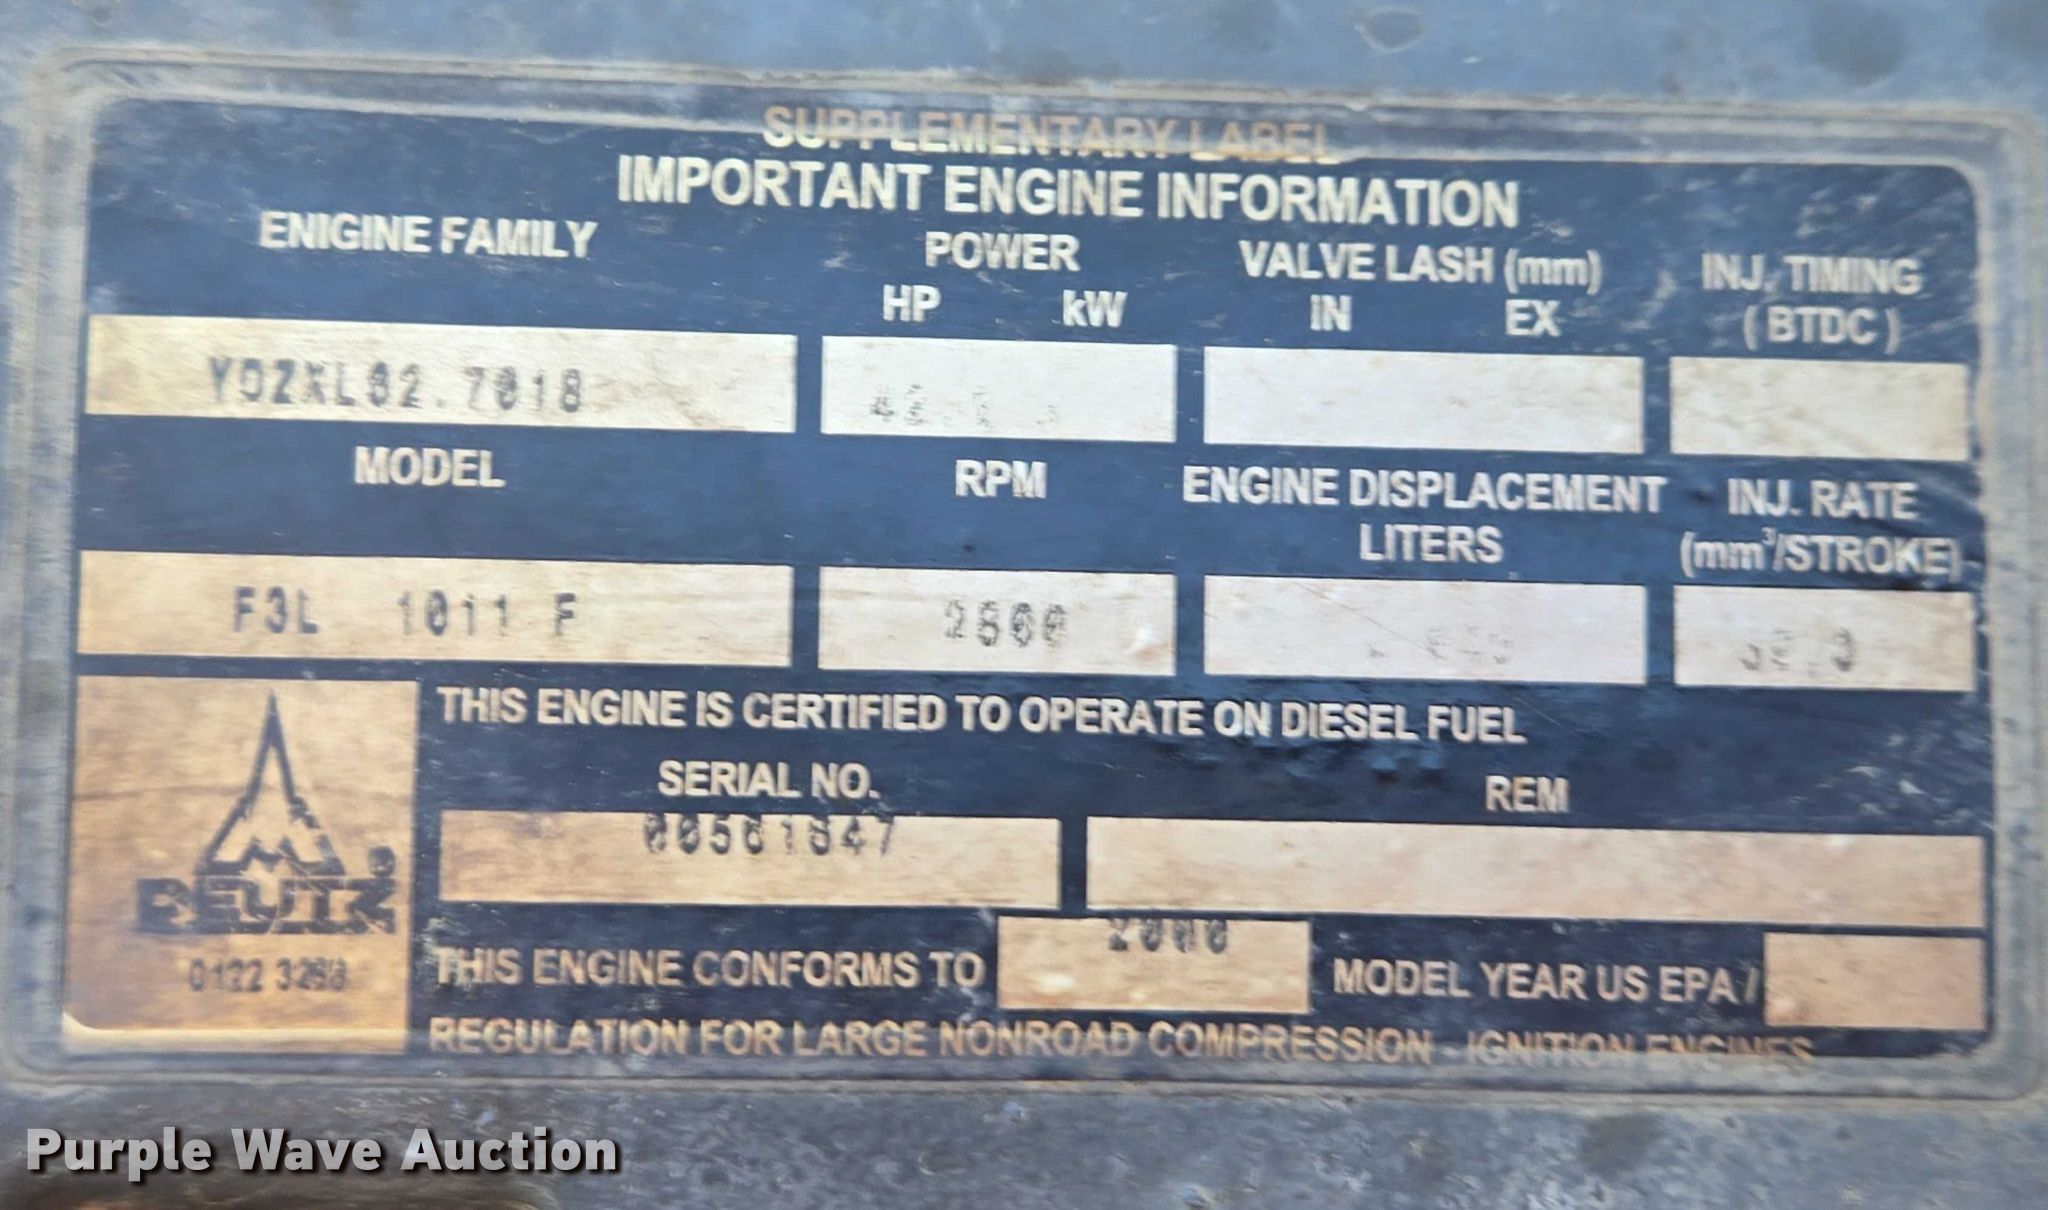 SUPPLEMENTARY LABEL
IMPORTANT ENGINE INFORMATION
ENIGINE FAMILY POWER VALVE LASH (mm) INJ. TIMING
HP kW IN EX (BTDC)
YDZXL02.7018
MODEL RPM ENGINE DISPLACEMENT INJ. RATE
LITERS (mm³/STROKE)
F3L 1011 F 2800
THIS ENGINE IS CERTIFIED TO OPERATE ON DIESEL FUEL
SERIAL NO. REM
DEUTZ
2000
0122 3268 THIS ENGINE CONFORMS TO MODEL YEAR US EPA /
REGULATION FOR LARGE NONROAD COMPRESSION - IGNITION ENGINES
Purple Wave Auction